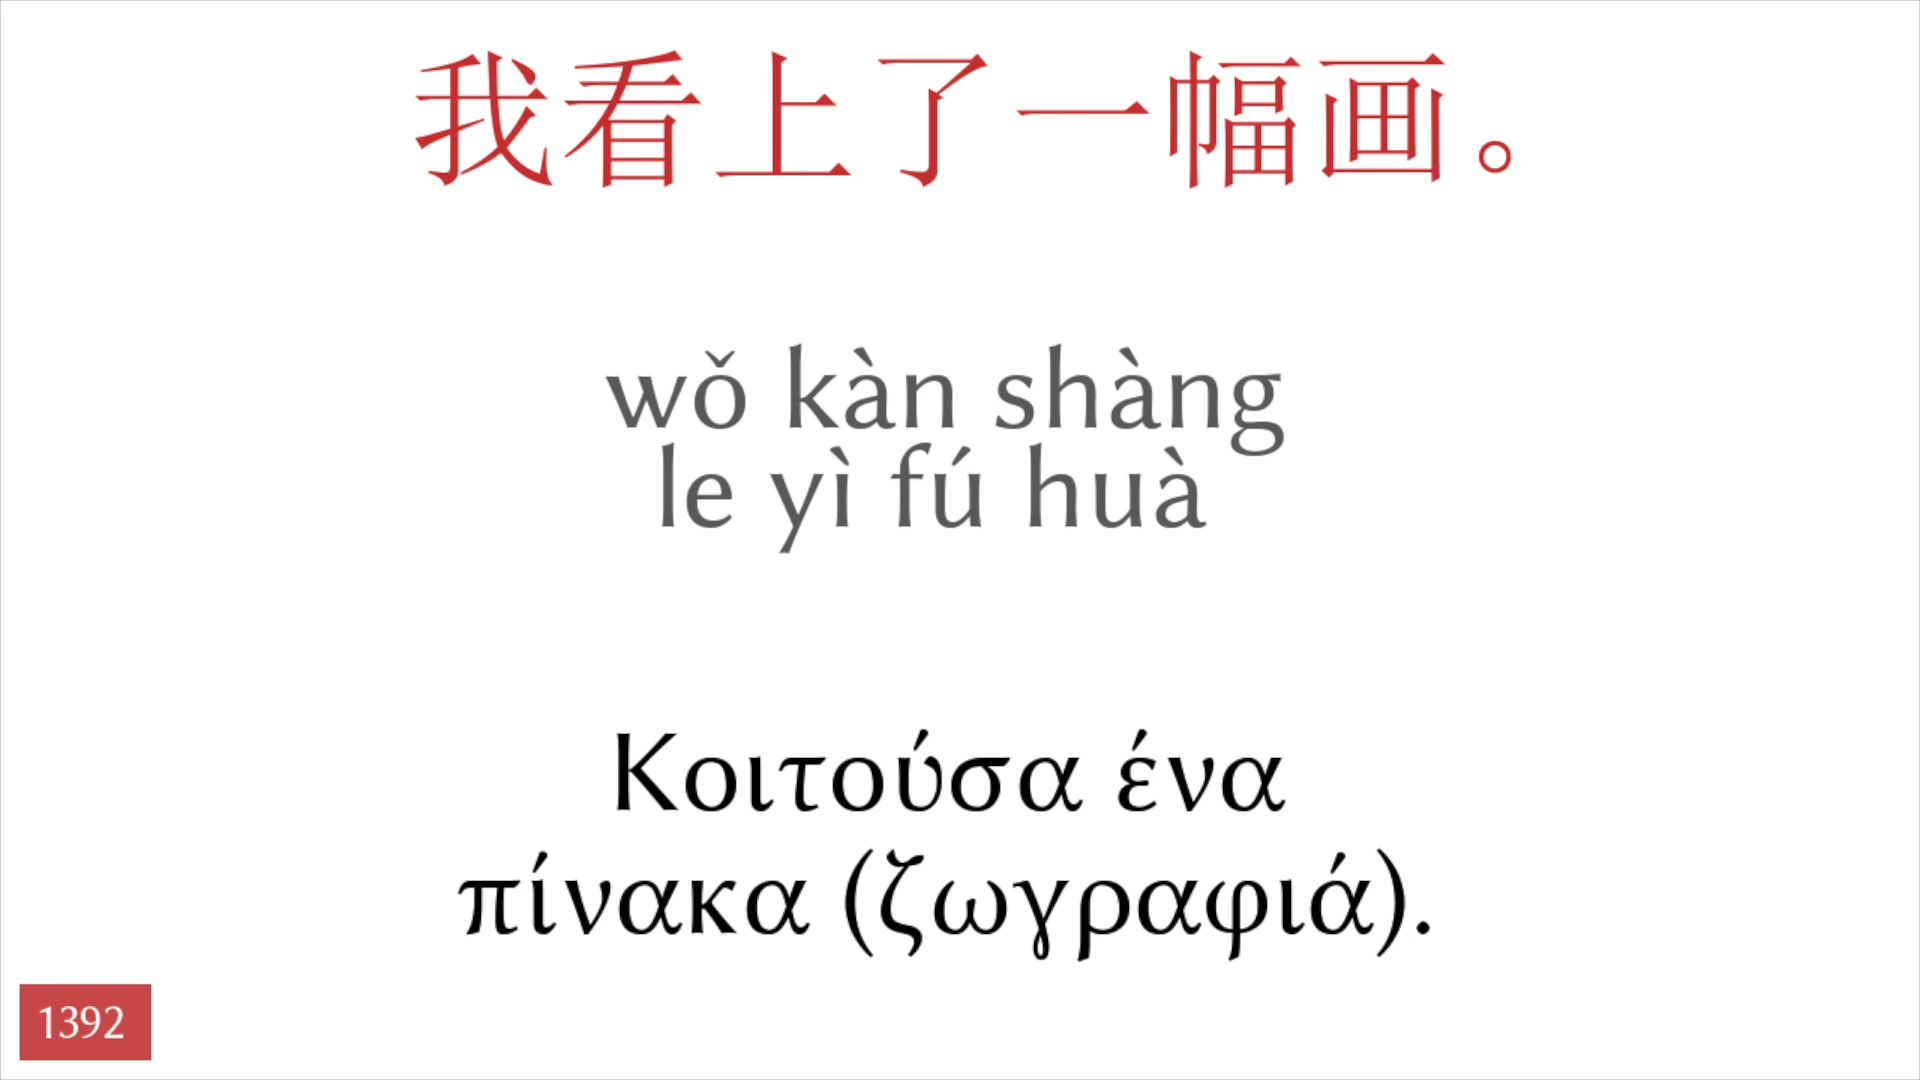 我看上了一幅画。
wǒ kàn shàng
le yì fú huà
Κοιτούσα ένα
πίνακα (ζωγραφιά).
1392